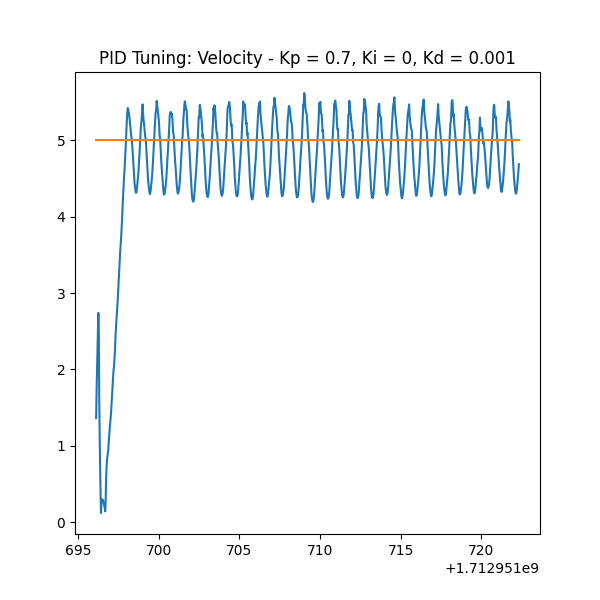 PID Tuning: Velocity - Kp = 0.7, Ki = 0, Kd = 0.001
5
4
3
2
1
0
695 700 705 710 715 720
+1.712951e9